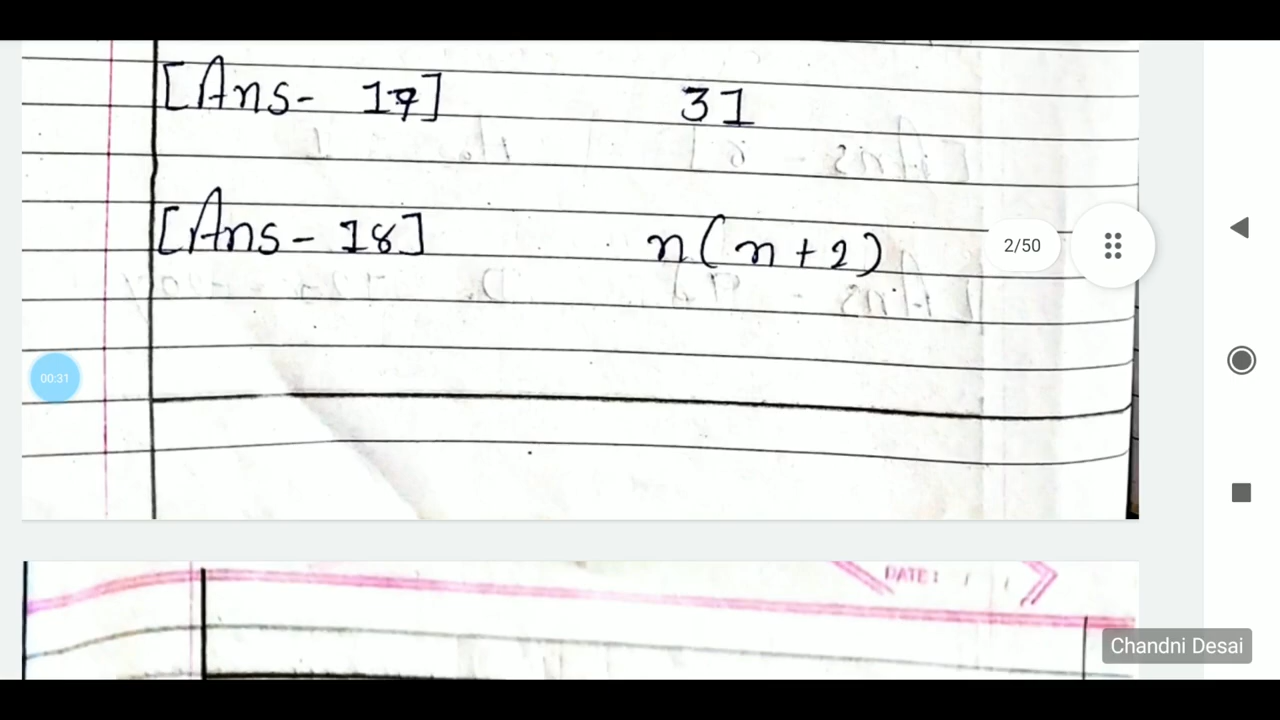 [Ans- 17] 31
[Ans- 18] n(n+2)
2/50
00:31
DATE: / /
Chandni Desai